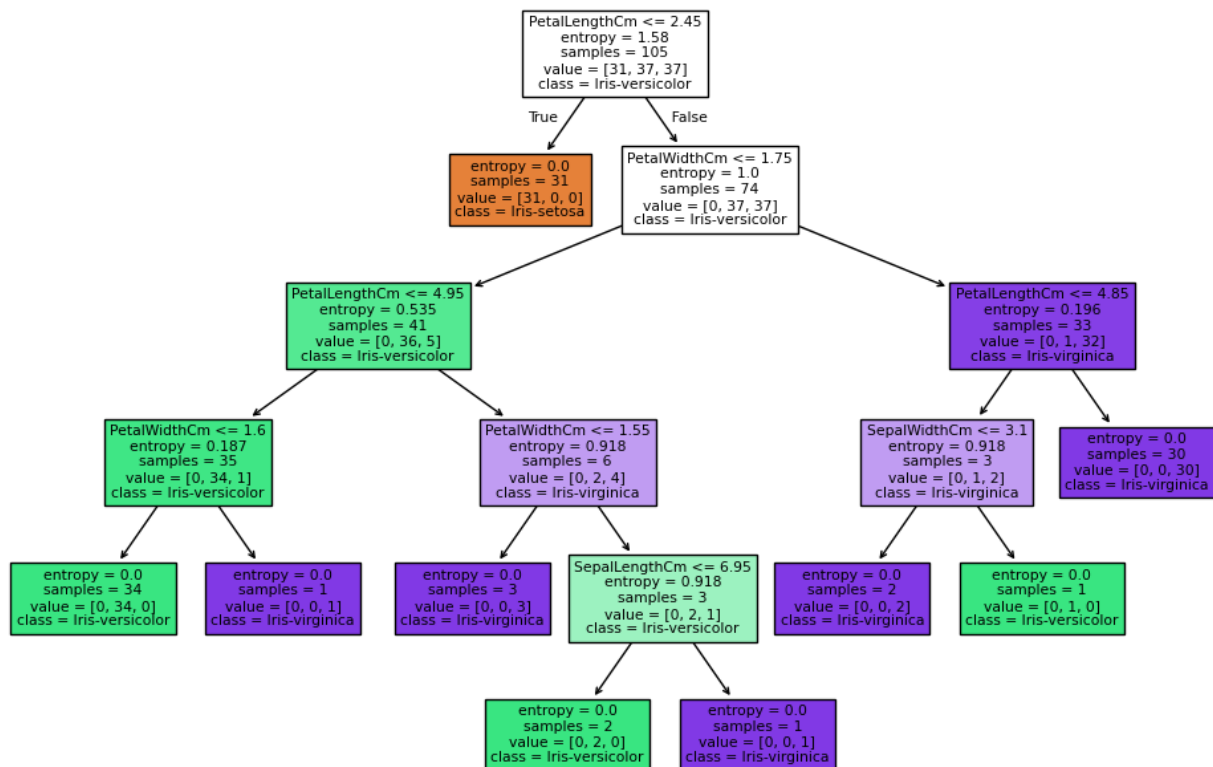 PetalLengthCm <= 2.45
entropy = 1.58
samples = 105
value = [31, 37, 37]
class = Iris-versicolor
True
False
entropy = 0.0
samples = 31
value = [31, 0, 0]
class = Iris-setosa
PetalWidthCm <= 1.75
entropy = 1.0
samples = 74
value = [0, 37, 37]
class = Iris-versicolor
PetalLengthCm <= 4.95
entropy = 0.535
samples = 41
value = [0, 36, 5]
class = Iris-versicolor
PetalLengthCm <= 4.85
entropy = 0.196
samples = 33
value = [0, 1, 32]
class = Iris-virginica
PetalWidthCm <= 1.6
entropy = 0.187
samples = 35
value = [0, 34, 1]
class = Iris-versicolor
PetalWidthCm <= 1.55
entropy = 0.918
samples = 6
value = [0, 2, 4]
class = Iris-virginica
SepalWidthCm <= 3.1
entropy = 0.918
samples = 3
value = [0, 1, 2]
class = Iris-virginica
entropy = 0.0
samples = 30
value = [0, 0, 30]
class = Iris-virginica
entropy = 0.0
samples = 34
value = [0, 34, 0]
class = Iris-versicolor
entropy = 0.0
samples = 1
value = [0, 0, 1]
class = Iris-virginica
entropy = 0.0
samples = 3
value = [0, 0, 3]
class = Iris-virginica
SepalLengthCm <= 6.95
entropy = 0.918
samples = 3
value = [0, 2, 1]
class = Iris-versicolor
entropy = 0.0
samples = 2
value = [0, 0, 2]
class = Iris-virginica
entropy = 0.0
samples = 1
value = [0, 1, 0]
class = Iris-versicolor
entropy = 0.0
samples = 2
value = [0, 2, 0]
class = Iris-versicolor
entropy = 0.0
samples = 1
value = [0, 0, 1]
class = Iris-virginica